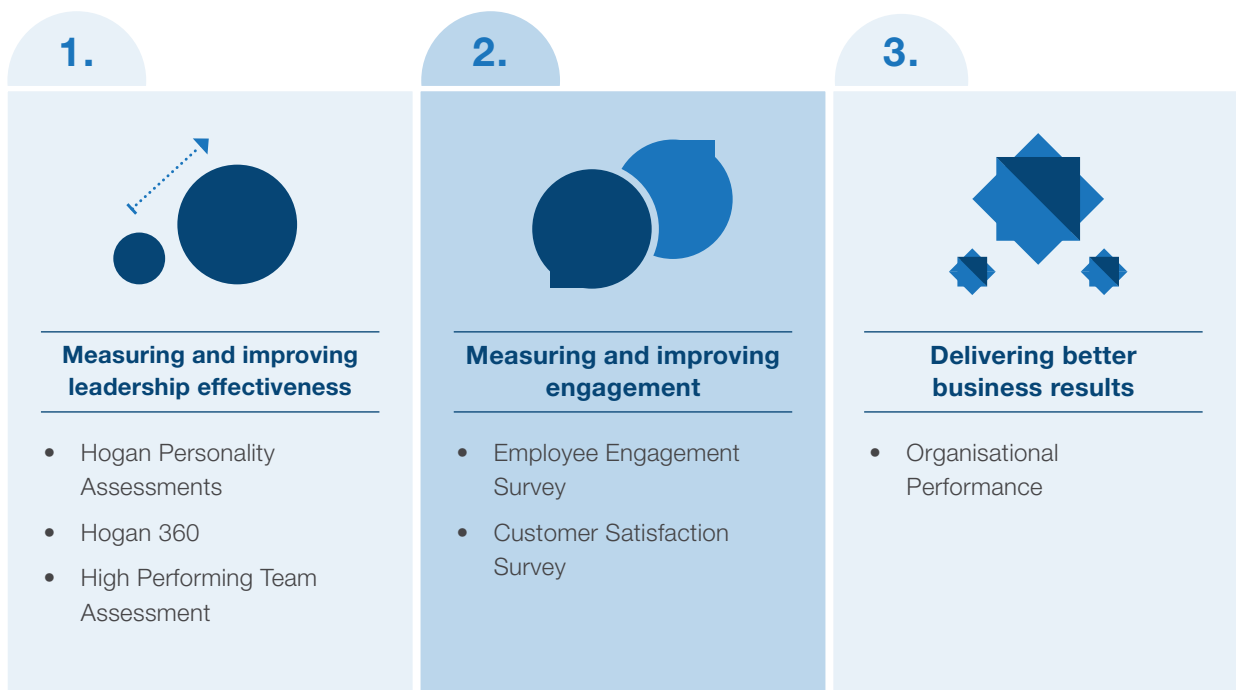 1.
Measuring and improving
leadership effectiveness
• Hogan Personality
Assessments
• Hogan 360
• High Performing Team
Assessment
2.
Measuring and improving
engagement
• Employee Engagement
Survey
• Customer Satisfaction
Survey
3.
Delivering better
business results
• Organisational
Performance